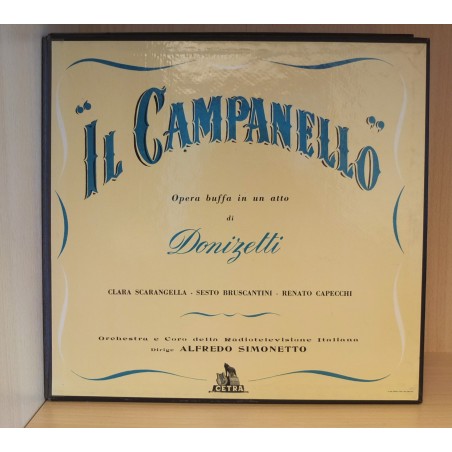 "IL CAMPANELLO"
Opera buffa in un atto
di
Donizetti
CLARA SCARANGELLA - SESTO BRUSCANTINI - RENATO CAPECCHI
Orchestra e Coro della Radiotelevisione Italiana
Dirige ALFREDO SIMONETTO
CETRA